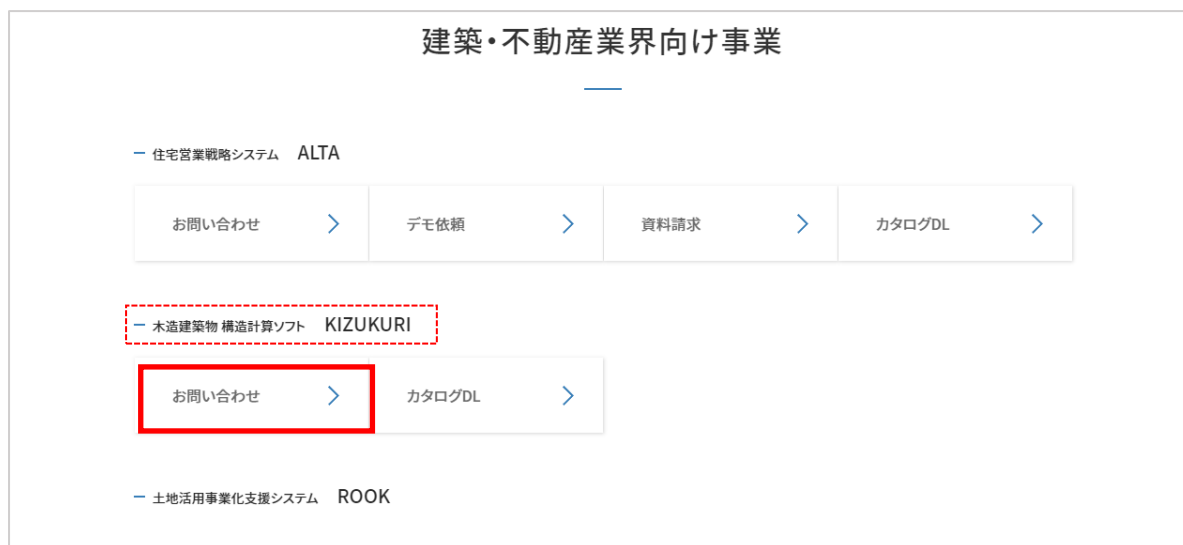 建築・不動産業界向け事業
住宅営業戦略システム ALTA
お問い合わせ デモ依頼 資料請求 カタログDL
木造建築物 構造計算ソフト KIZUKURI
お問い合わせ カタログDL
土地活用事業化支援システム ROOK